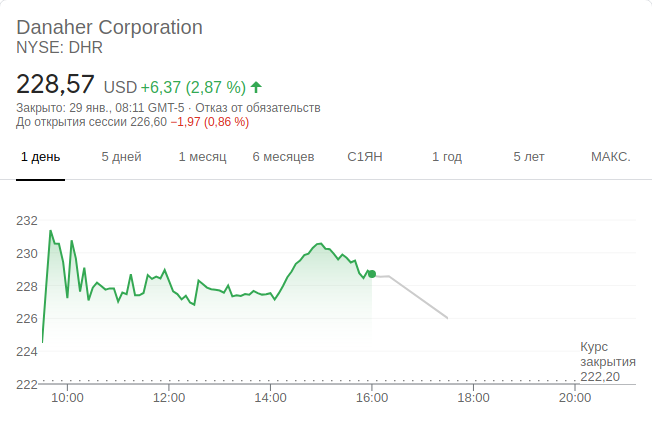 Danaher Corporation
NYSE: DHR
228,57 USD +6,37 (2,87 %)
Закрыто: 29 янв., 08:11 GMT-5 · Отказ от обязательств
До открытия сессии 226,60 −1,97 (0,86 %)
1 день 5 дней 1 месяц 6 месяцев С1ЯН 1 год 5 лет МАКС.
232
230
228
226
224
222
Курс
закрытия
222,20
10:00 12:00 14:00 16:00 18:00 20:00